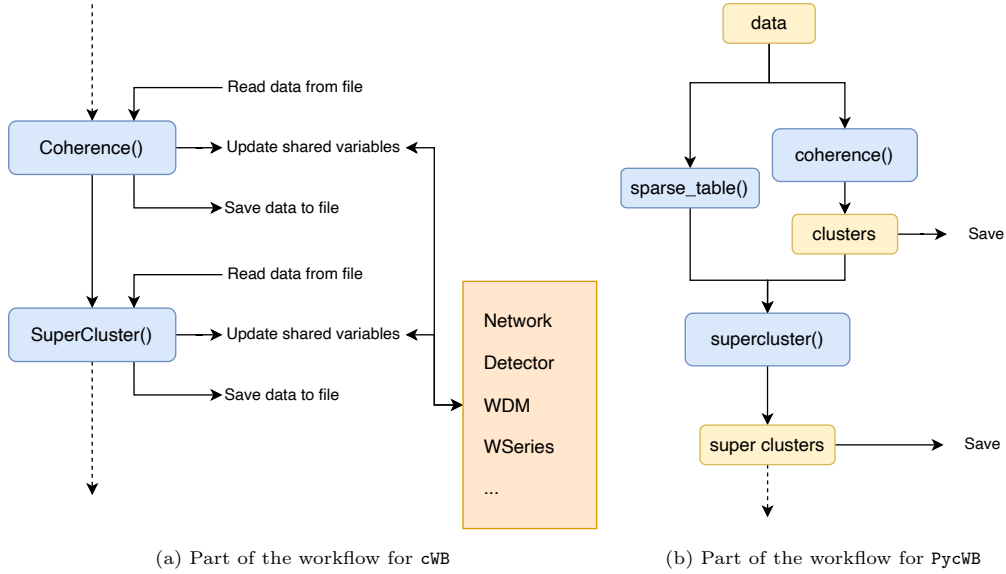 Read data from file
Coherence()
Update shared variables
Save data to file
Read data from file
SuperCluster()
Update shared variables
Save data to file
Network
Detector
WDM
WSeries
...
(a) Part of the workflow for cWB
data
coherence()
sparse_table()
clusters
Save
supercluster()
super clusters
Save
(b) Part of the workflow for PycWB